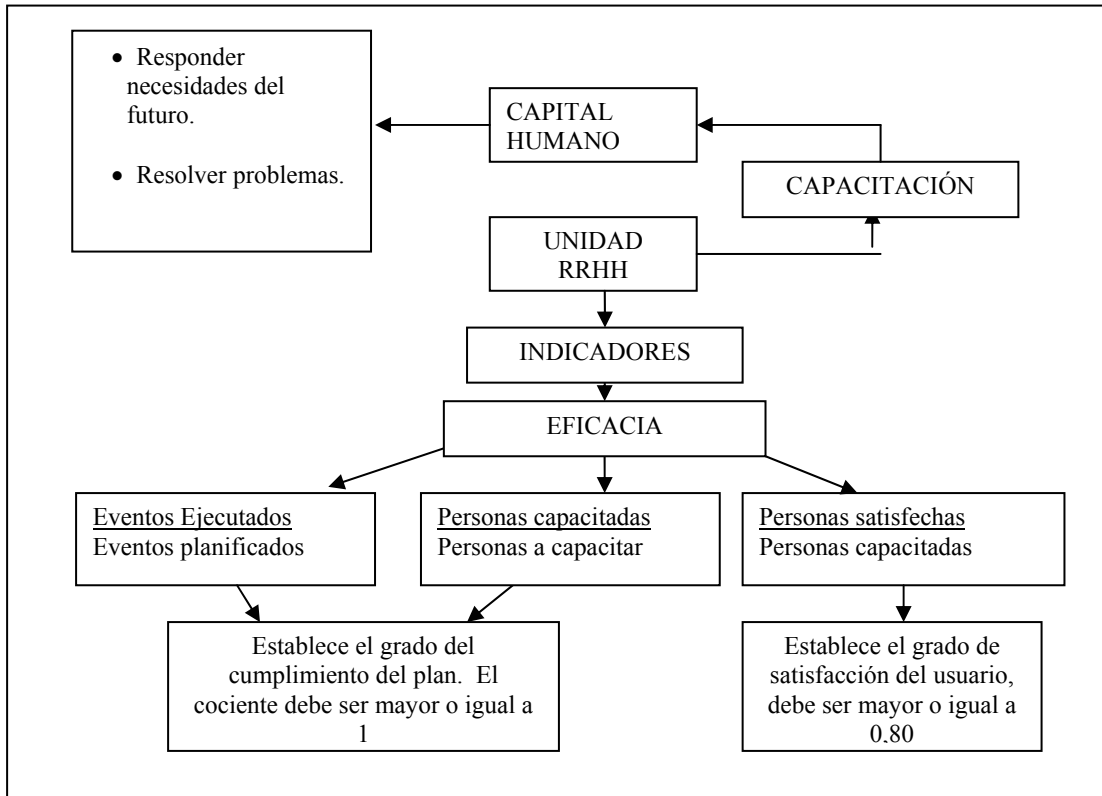 • Responder
necesidades del
futuro.
• Resolver problemas.
CAPITAL
HUMANO
CAPACITACIÓN
UNIDAD
RRHH
INDICADORES
EFICACIA
Eventos Ejecutados
Eventos planificados
Personas capacitadas
Personas a capacitar
Personas satisfechas
Personas capacitadas
Establece el grado del
cumplimiento del plan.  El
cociente debe ser mayor o igual a
1
Establece el grado de
satisfacción del usuario,
debe ser mayor o igual a
0.80